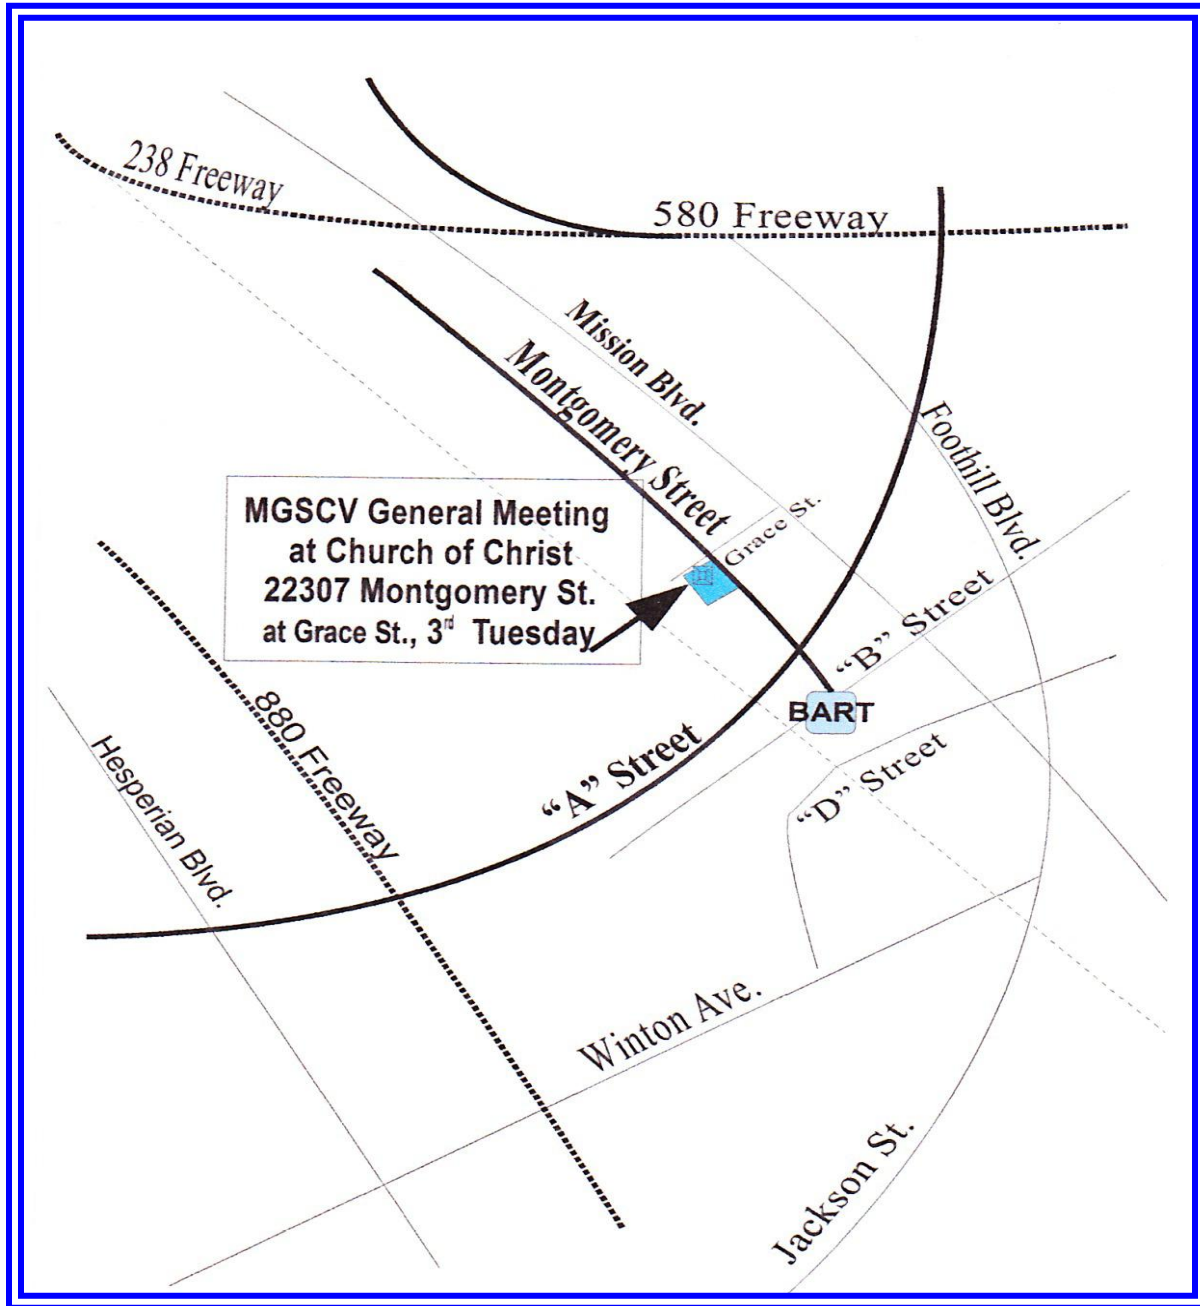 238 Freeway
580 Freeway
Mission Blvd.
Montgomery Street
Foothill Blvd.
Grace St.
MGSCV General Meeting
at Church of Christ
22307 Montgomery St.
at Grace St., 3rd Tuesday
"B" Street
BART
880 Freeway
"A" Street
"D" Street
Hesperian Blvd.
Winton Ave.
Jackson St.